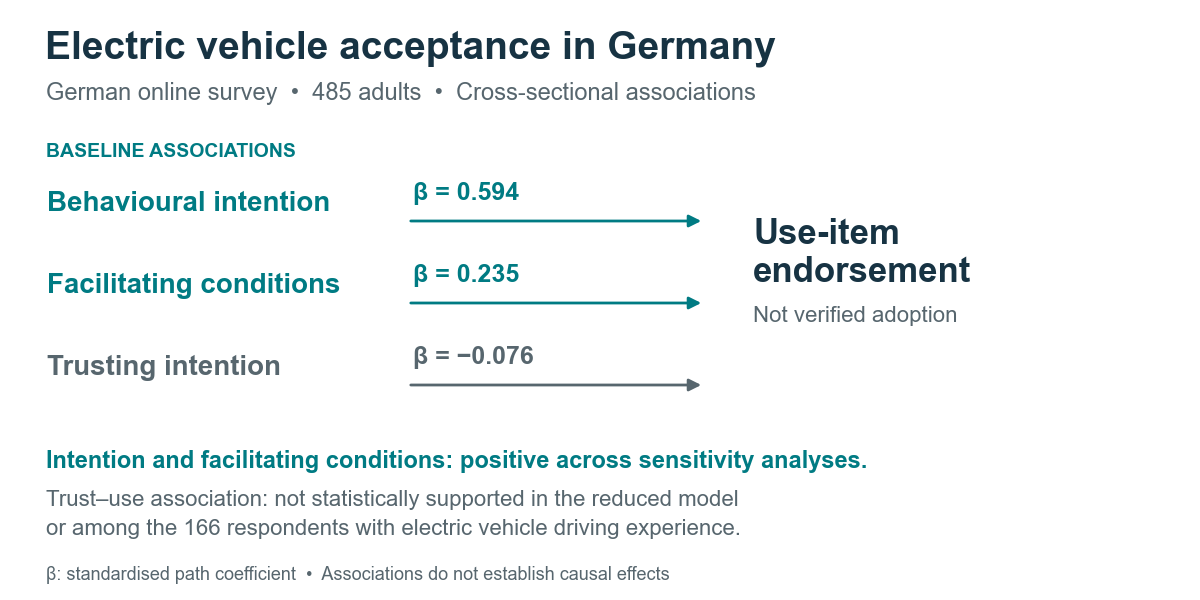 Electric vehicle acceptance in Germany
German online survey • 485 adults • Cross-sectional associations
BASELINE ASSOCIATIONS
Behavioural intention
β = 0.594
Facilitating conditions
β = 0.235
Trusting intention
β = −0.076
Use-item
endorsement
Not verified adoption
Intention and facilitating conditions: positive across sensitivity analyses.
Trust–use association: not statistically supported in the reduced model
or among the 166 respondents with electric vehicle driving experience.
β: standardised path coefficient • Associations do not establish causal effects